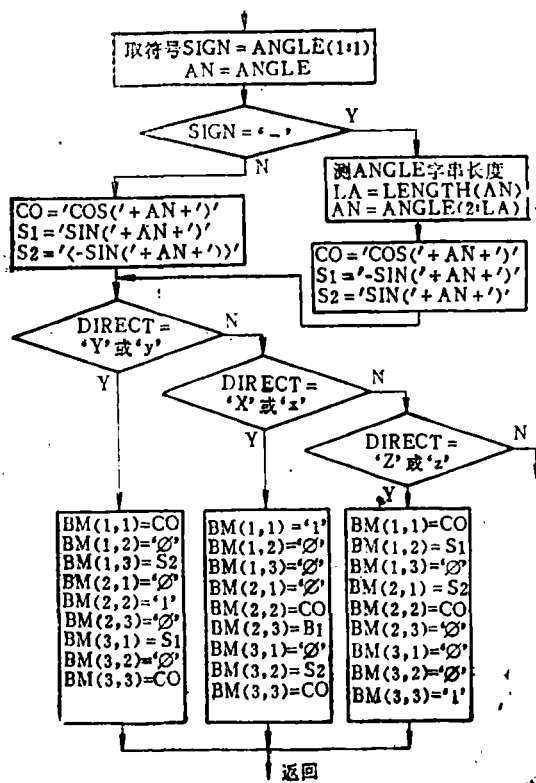 取符号SIGN=ANGLE(1:1)
AN=ANGLE
SIGN='-'
Y
N
测ANGLE字串长度
LA=LENGTH(AN)
AN=ANGLE(2:LA)
CO='COS('+AN+')'
S1='SIN('+AN+')'
S2='(-SIN('+AN+'))'
CO='COS('+AN+')'
S1='-SIN('+AN+')'
S2='SIN('+AN+')'
DIRECT=
'Y'或'y'
N
Y
DIRECT=
'X'或'x'
N
Y
DIRECT=
'Z'或'z'
N
Y
BM(1,1)=CO
BM(1,2)='Ø'
BM(1,3)=S2
BM(2,1)='Ø'
BM(2,2)='1'
BM(2,3)='Ø'
BM(3,1)=S1
BM(3,2)='Ø'
BM(3,3)=CO
BM(1,1)='1'
BM(1,2)='Ø'
BM(1,3)='Ø'
BM(2,1)='Ø'
BM(2,2)=CO
BM(2,3)=B1
BM(3,1)='Ø'
BM(3,2)=S2
BM(3,3)=CO
BM(1,1)=CO
BM(1,2)=S1
BM(1,3)='Ø'
BM(2,1)=S2
BM(2,2)=CO
BM(2,3)='Ø'
BM(3,1)='Ø'
BM(3,2)='Ø'
BM(3,3)='1'
返回